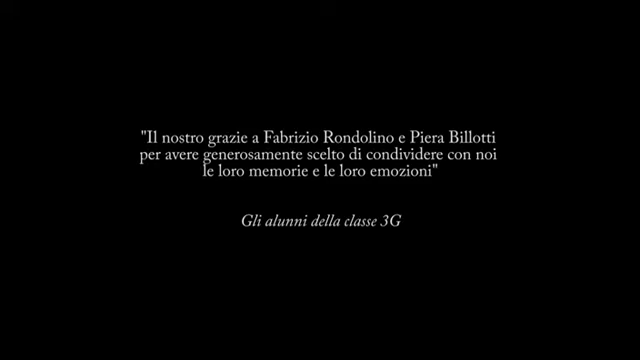 "Il nostro grazie a Fabrizio Rondolino e Piera Billotti
per avere generosamente scelto di condividere con noi
le loro memorie e le loro emozioni"
Gli alunni della classe 3G